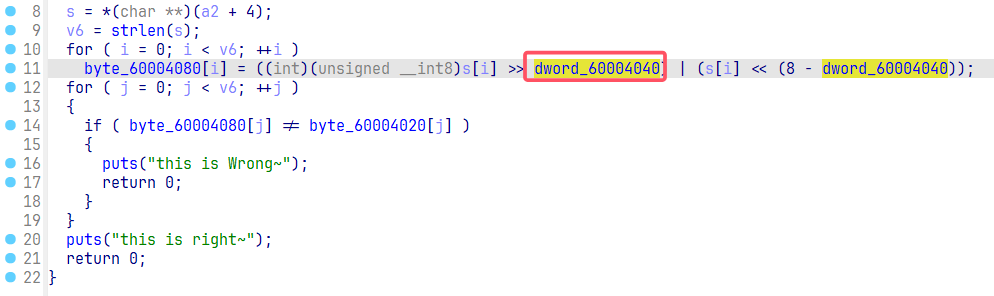 8 s = *(char **)(a2 + 4);
9 v6 = strlen(s);
10 for ( i = 0; i < v6; ++i )
11 byte_60004080[i] = ((int)(unsigned __int8)s[i] >> dword_60004040) | (s[i] << (8 - dword_60004040));
12 for ( j = 0; j < v6; ++j )
13 {
14 if ( byte_60004080[j] != byte_60004020[j] )
15 {
16 puts("this is Wrong~");
17 return 0;
18 }
19 }
20 puts("this is right~");
21 return 0;
22 }